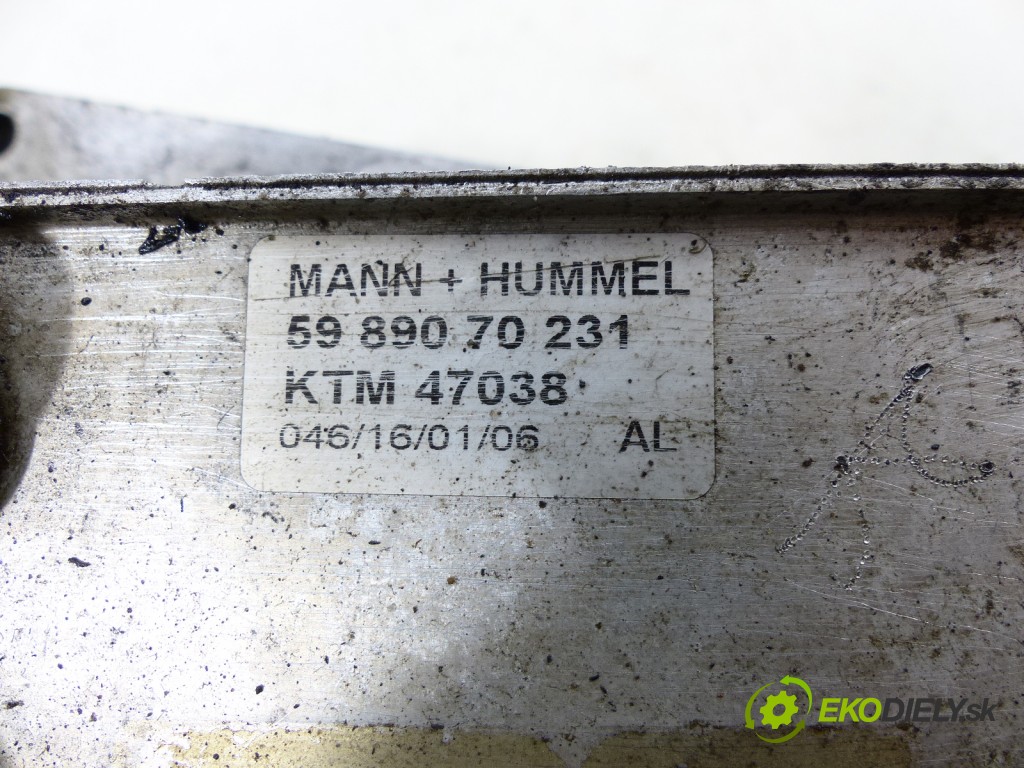 MANN + HUMMEL
59 890 70 231
KTM 47038
046/16/01/06 AL
EKODIELY.sk